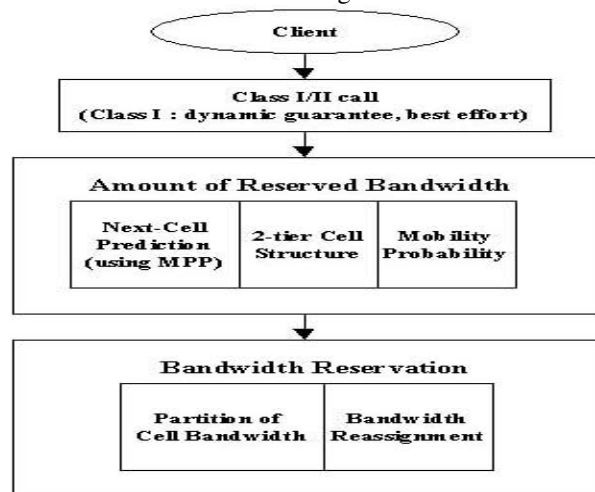 Client
Class I/II call
(Class I : dynamic guarantee, best effort)
Amount of Reserved Bandwidth
Next-Cell
Prediction
(using MPP)
2-tier Cell
Structure
Mobility
Probability
Bandwidth Reservation
Partition of
Cell Bandwidth
Bandwidth
Reassignment